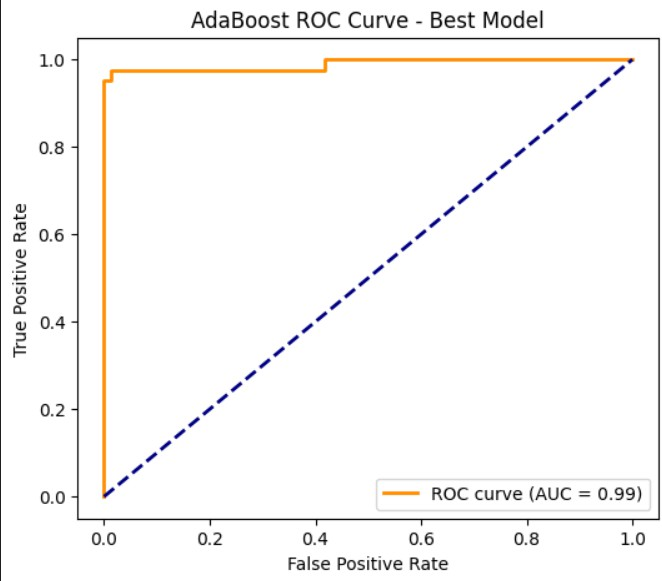 AdaBoost ROC Curve - Best Model
1.0
0.8
0.6
0.4
0.2
0.0
True Positive Rate
ROC curve (AUC = 0.99)
0.0 0.2 0.4 0.6 0.8 1.0
False Positive Rate